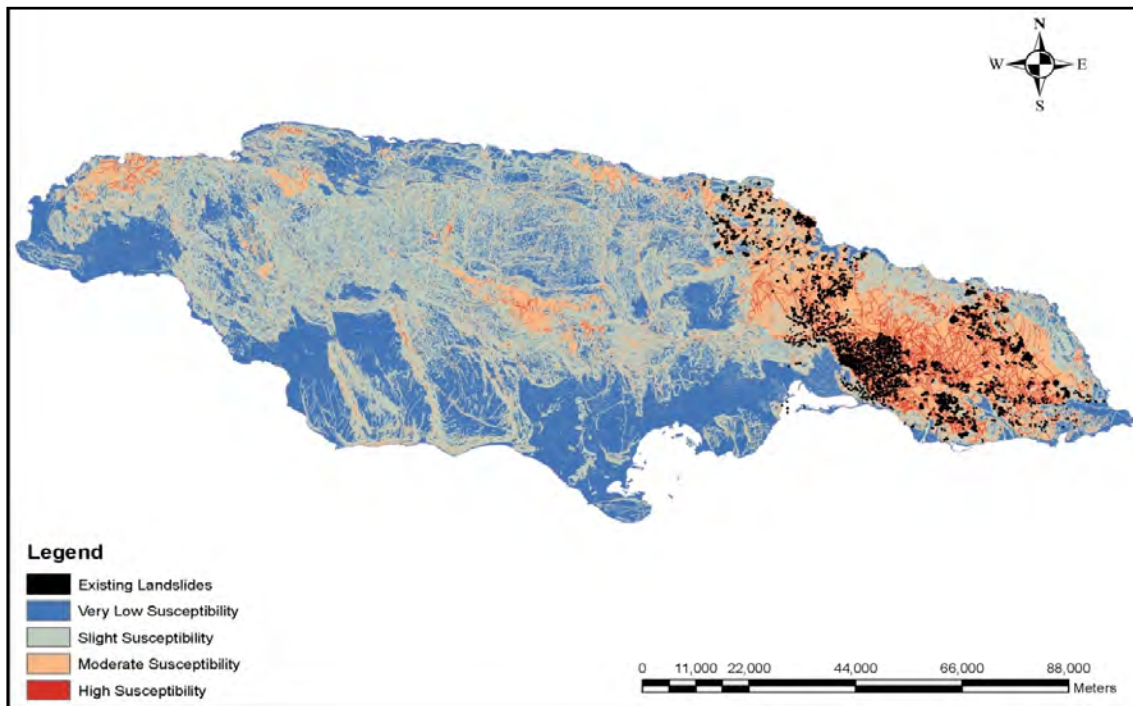 N
W E
S
Legend
Existing Landslides
Very Low Susceptibility
Slight Susceptibility
Moderate Susceptibility
High Susceptibility
0 11,000 22,000 44,000 66,000 88,000
Meters